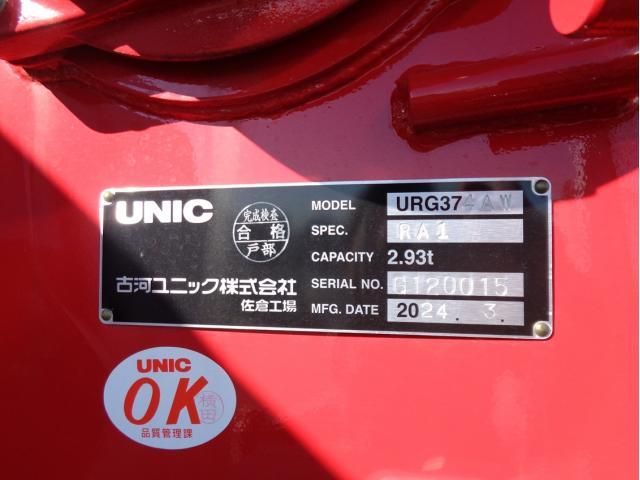 UNIC
完成検査
合格
戸部
MODEL URG374AW
SPEC. RA1
CAPACITY 2.93t
SERIAL NO. G120015
MFG. DATE 2024. 3.
古河ユニック株式会社
佐倉工場
UNIC
OK
横田
品質管理課